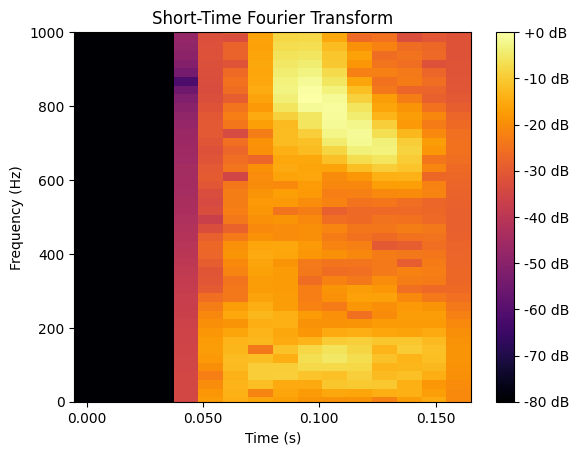 Short-Time Fourier Transform
1000
800
600
400
200
0
Frequency (Hz)
0.000
0.050
0.100
0.150
Time (s)
+0 dB
-10 dB
-20 dB
-30 dB
-40 dB
-50 dB
-60 dB
-70 dB
-80 dB